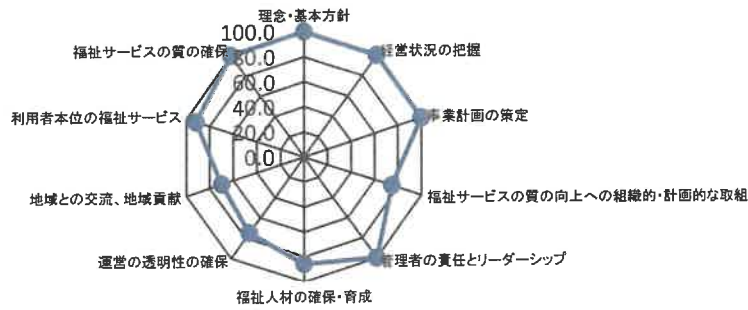 理念・基本方針
経営状況の把握
事業計画の策定
福祉サービスの質の向上への組織的・計画的な取組
管理者の責任とリーダーシップ
福祉人材の確保・育成
運営の透明性の確保
地域との交流、地域貢献
利用者本位の福祉サービス
福祉サービスの質の確保
100.0
80.0
60.0
40.0
20.0
0.0